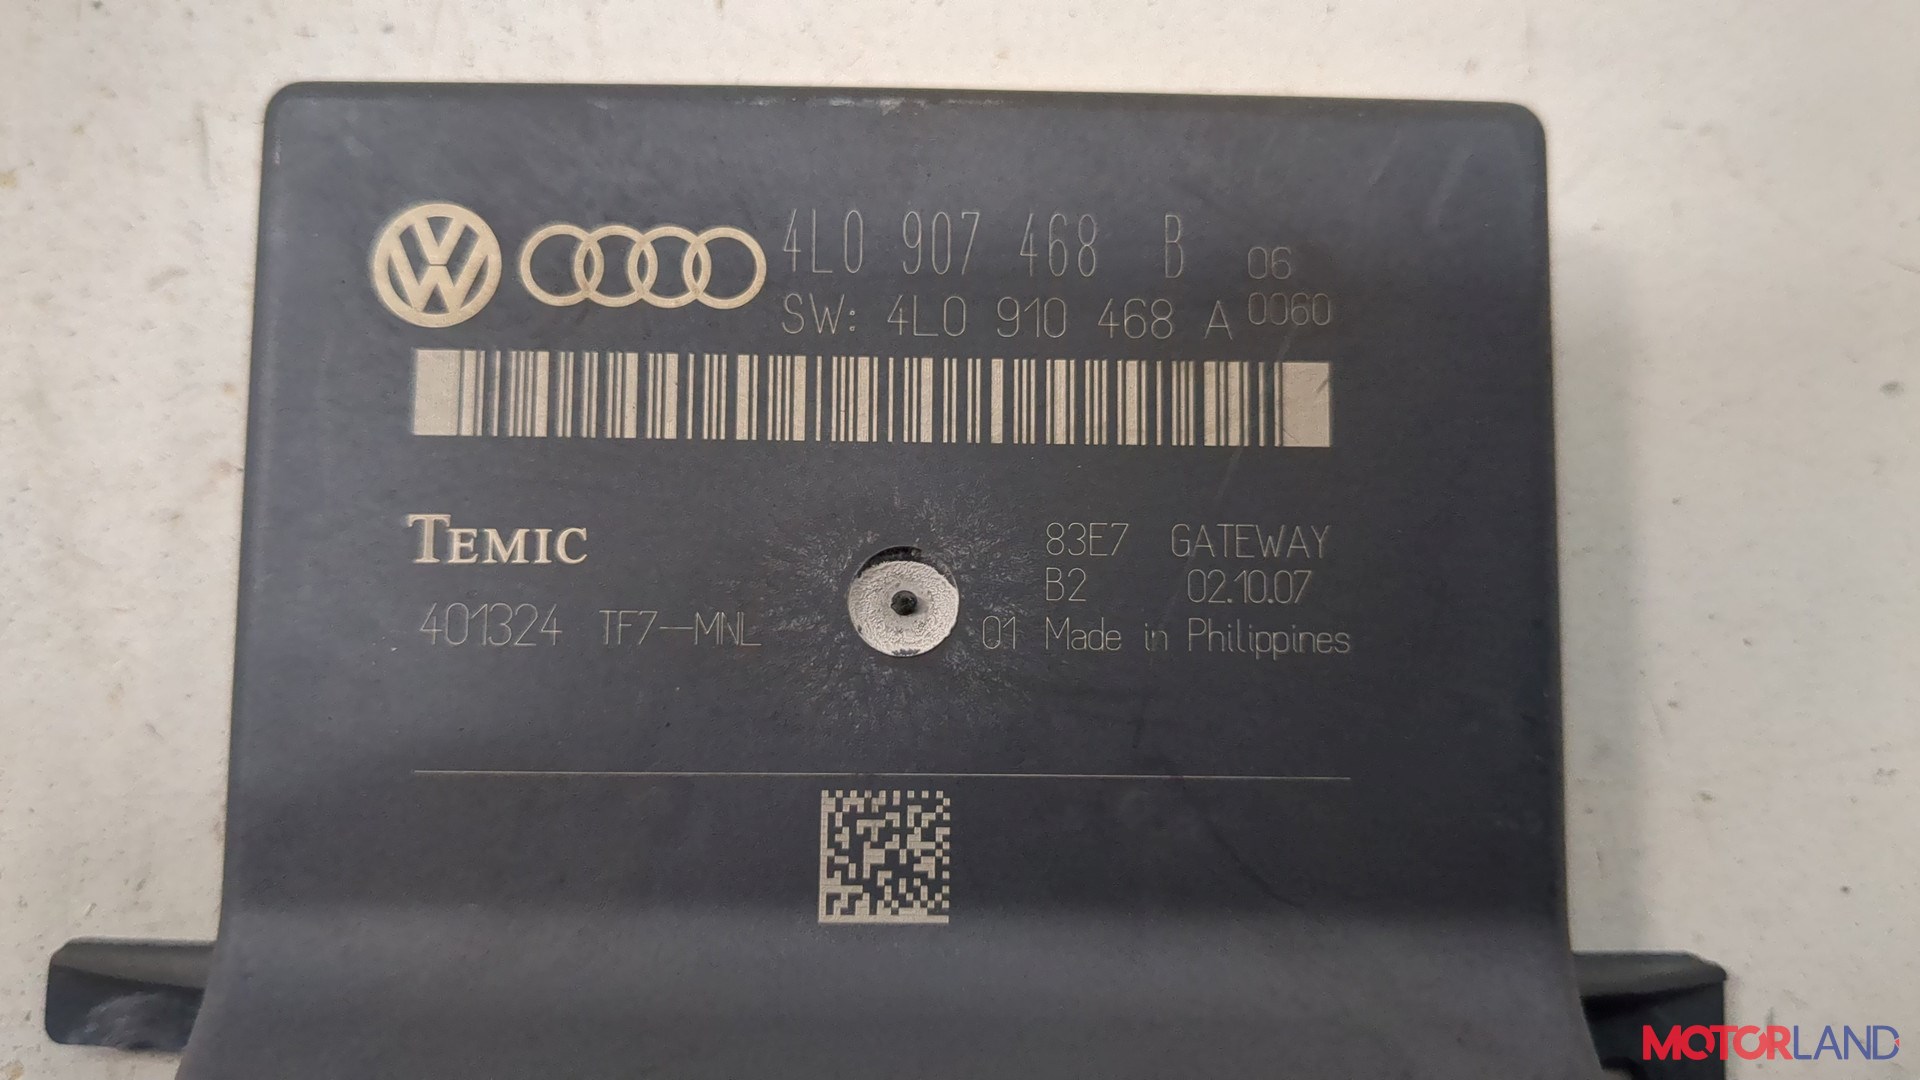 4L0 907 468 B 06
SW: 4L0 910 468 A 0060
TEMIC
83E7 GATEWAY
B2 02.10.07
401324 TF7-MNL 01 Made in Philippines
MOTORLAND